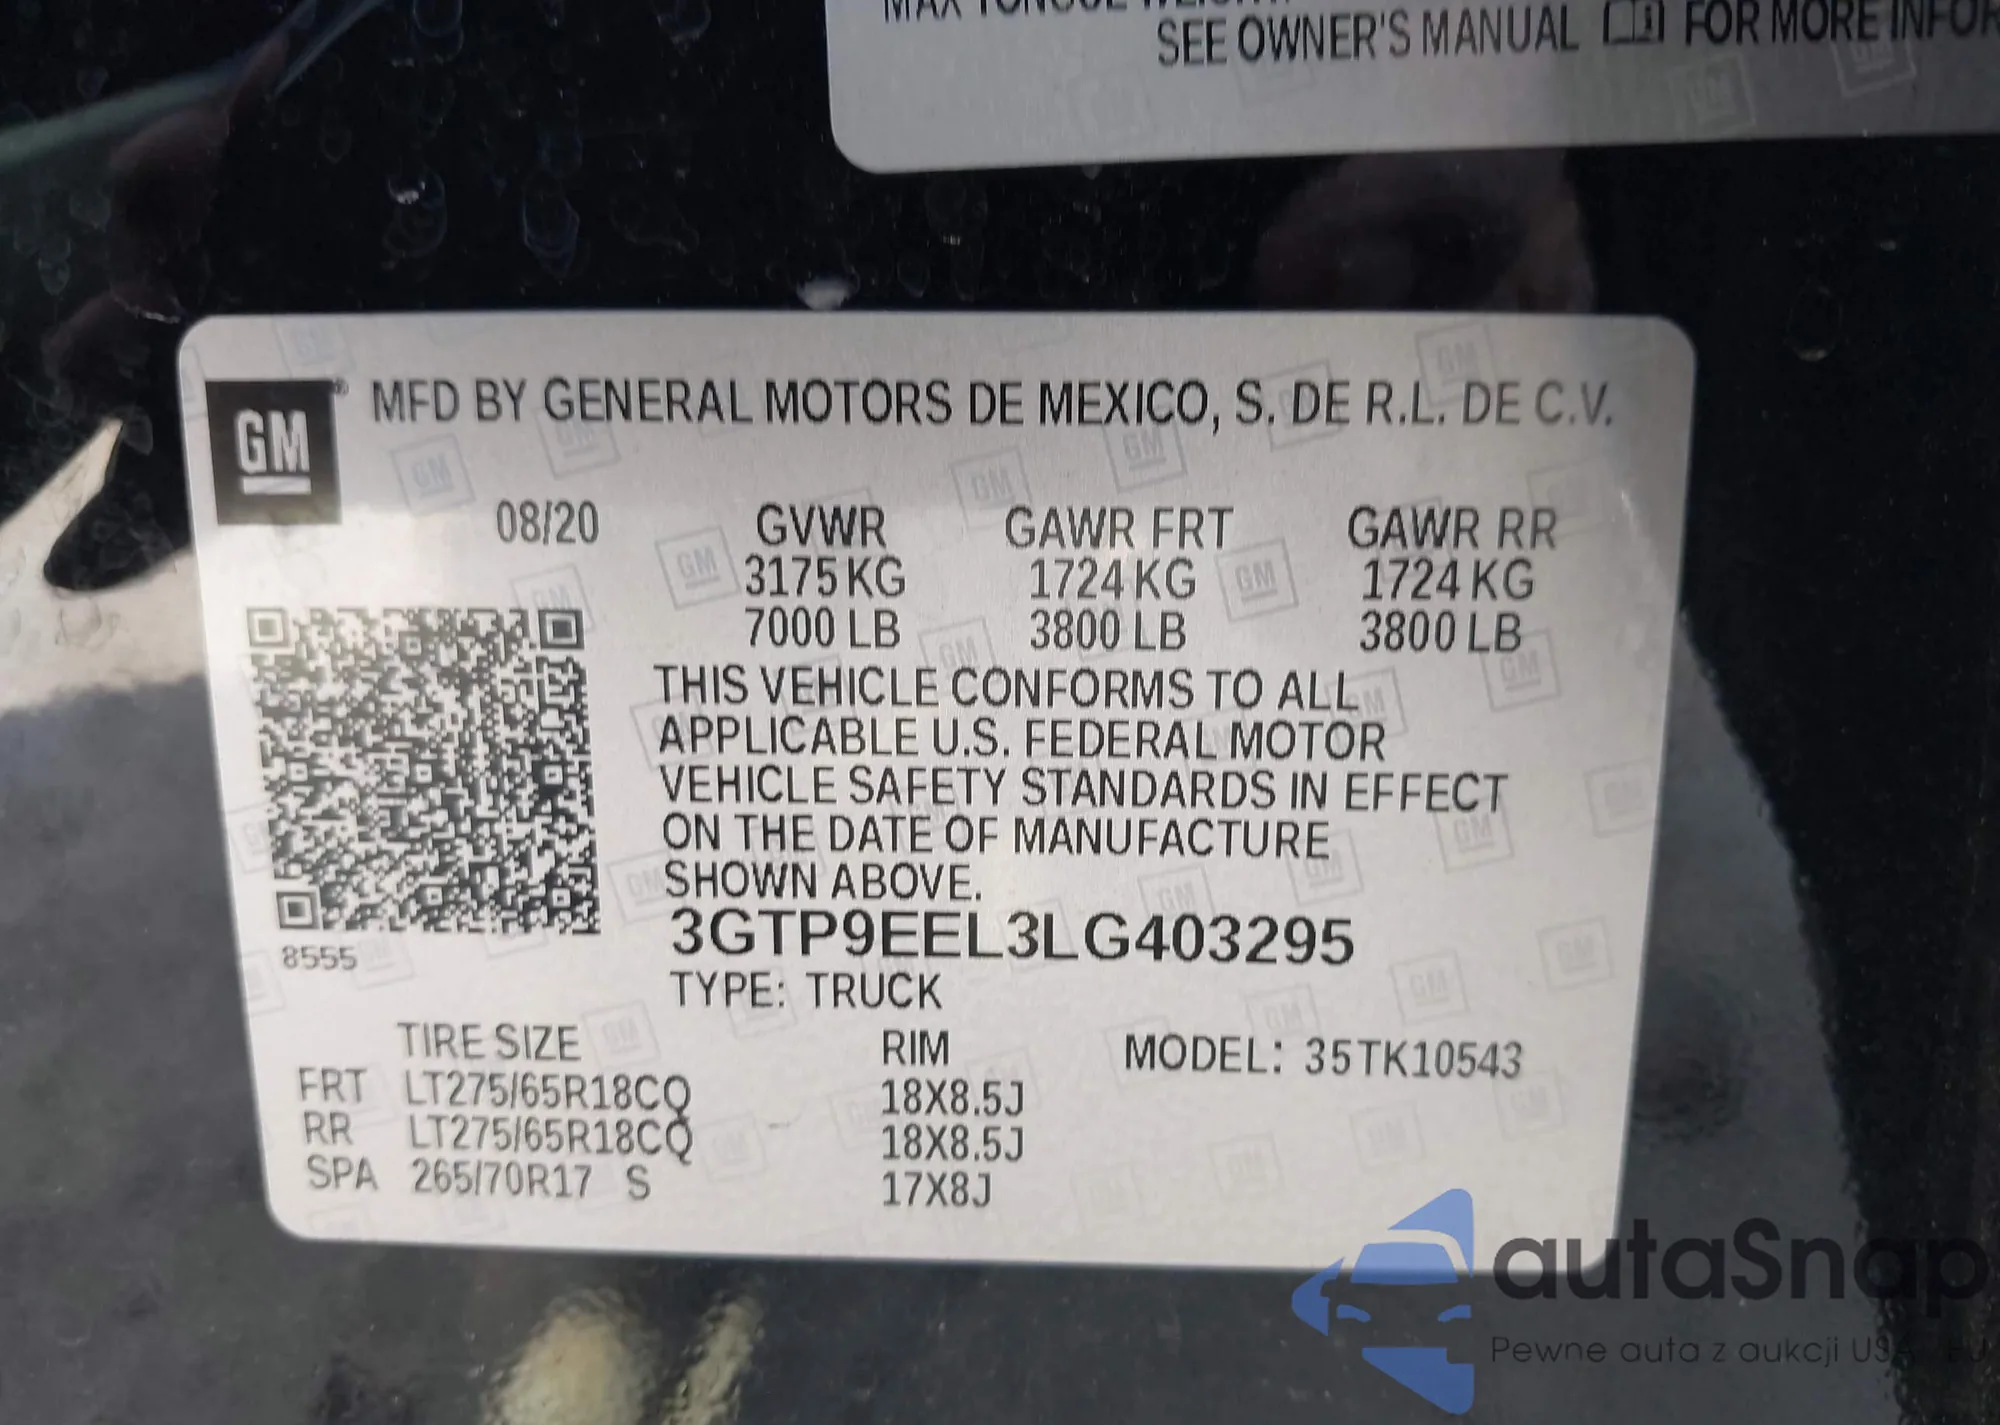 SEE OWNER'S MANUAL FOR MORE
GM® MFD BY GENERAL MOTORS DE MEXICO, S. DE R.L. DE C.V.
08/20 GVWR GAWR FRT GAWR RR
3175 KG 1724 KG 1724 KG
7000 LB 3800 LB 3800 LB
THIS VEHICLE CONFORMS TO ALL
APPLICABLE U.S. FEDERAL MOTOR
VEHICLE SAFETY STANDARDS IN EFFECT
ON THE DATE OF MANUFACTURE
SHOWN ABOVE.
3GTP9EEL3LG403295
8555
TYPE: TRUCK
TIRE SIZE RIM MODEL: 35TK10543
FRT LT275/65R18CQ 18X8.5J
RR LT275/65R18CQ 18X8.5J
SPA 265/70R17 S 17X8J
autaSnap
Pewne auta z aukcji USA